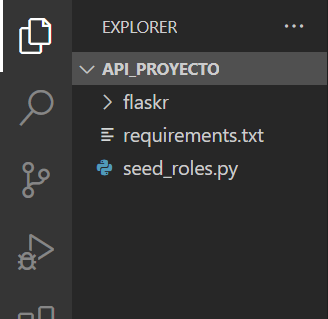 EXPLORER
API_PROYECTO
flaskr
requirements.txt
seed_roles.py